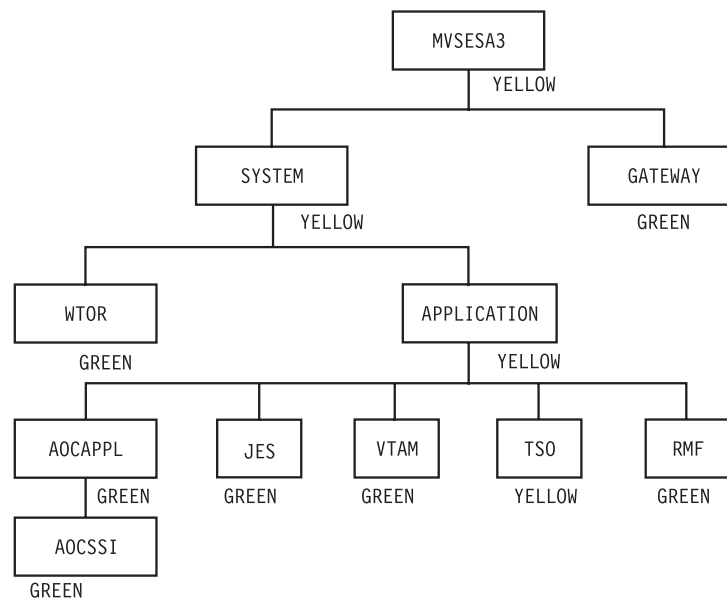 MVSESA3
YELLOW
SYSTEM
GATEWAY
YELLOW
GREEN
WTOR
APPLICATION
GREEN
YELLOW
AOCAPPL
JES
VTAM
TSO
RMF
GREEN
GREEN
GREEN
YELLOW
GREEN
AOCSSI
GREEN